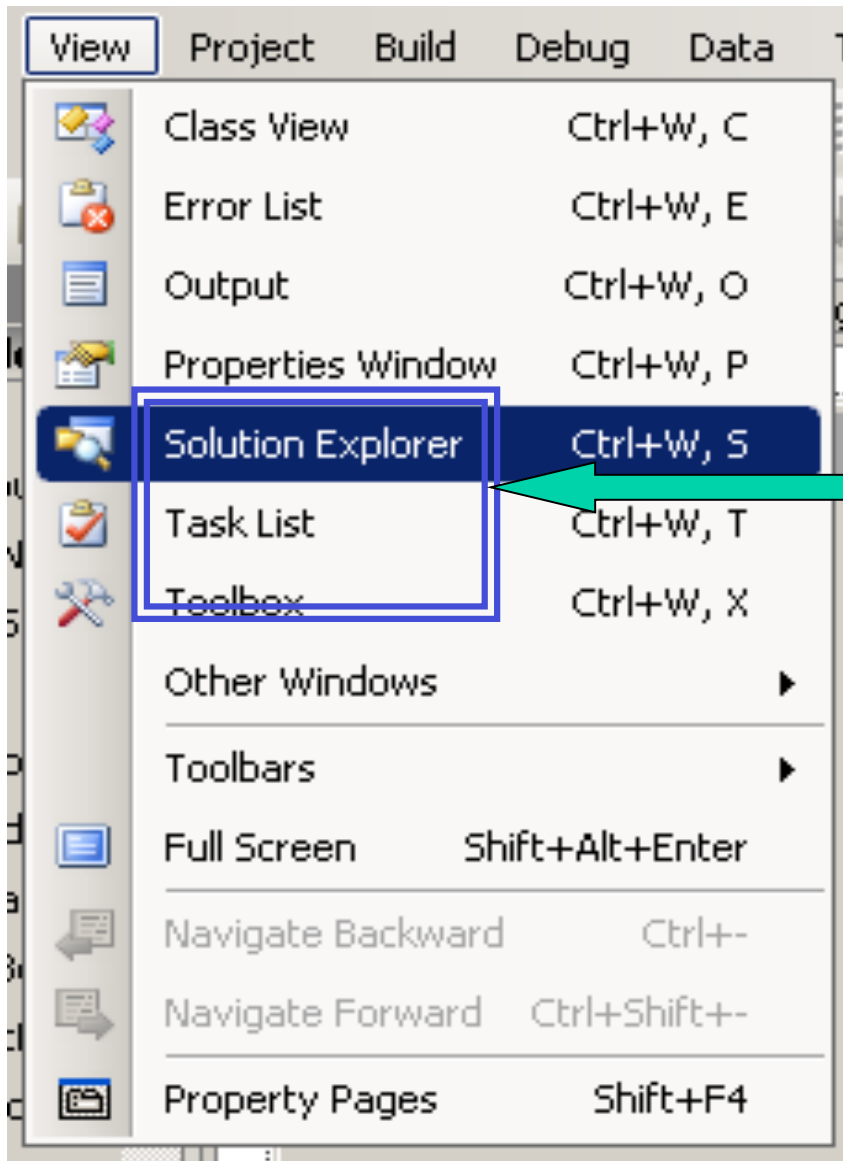 View Project Build Debug Data
Class View Ctrl+W, C
Error List Ctrl+W, E
Output Ctrl+W, O
Properties Window Ctrl+W, P
Solution Explorer Ctrl+W, S
Task List Ctrl+W, T
Toolbox Ctrl+W, X
Other Windows
Toolbars
Full Screen Shift+Alt+Enter
Navigate Backward Ctrl+-
Navigate Forward Ctrl+Shift+-
Property Pages Shift+F4